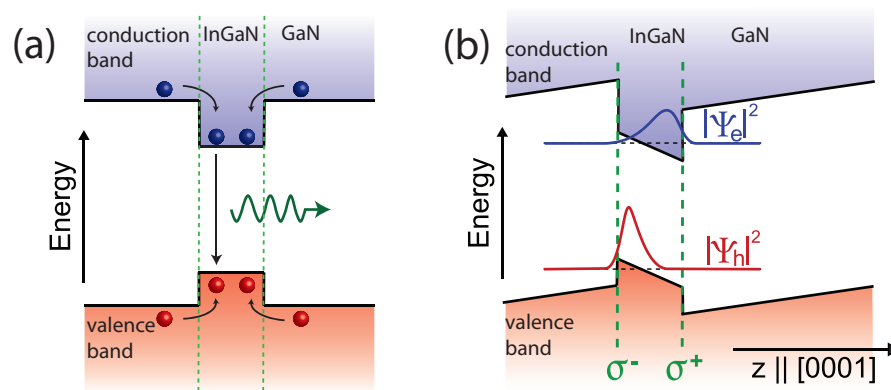 (a)
conduction
band
InGaN
GaN
Energy
valence
band
(b)
conduction
band
InGaN
GaN
|Ψe|²
Energy
|Ψh|²
valence
band
σ-
σ+
z || [0001]